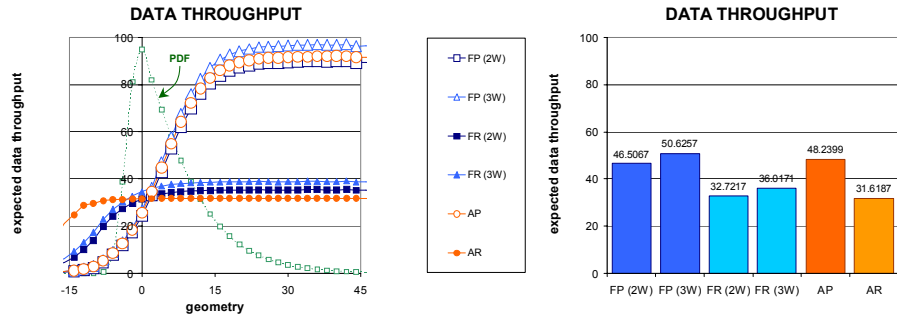 DATA THROUGHPUT
expected data throughput
100
80
60
40
20
0
-15
0
15
30
45
geometry
PDF
FP (2W)
FP (3W)
FR (2W)
FR (3W)
AP
AR
DATA THROUGHPUT
expected data throughput
100
80
60
40
20
0
46.5067
50.6257
32.7217
36.0171
48.2399
31.6187
FP (2W)
FP (3W)
FR (2W)
FR (3W)
AP
AR